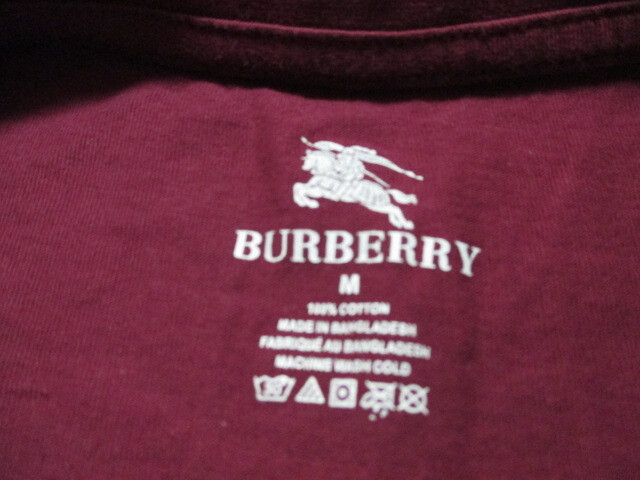 BURBERRY
M
100% COTTON
MADE IN BANGLADESH
FABRIQUÉ AU BANGLADESH
MACHINE WASH COLD